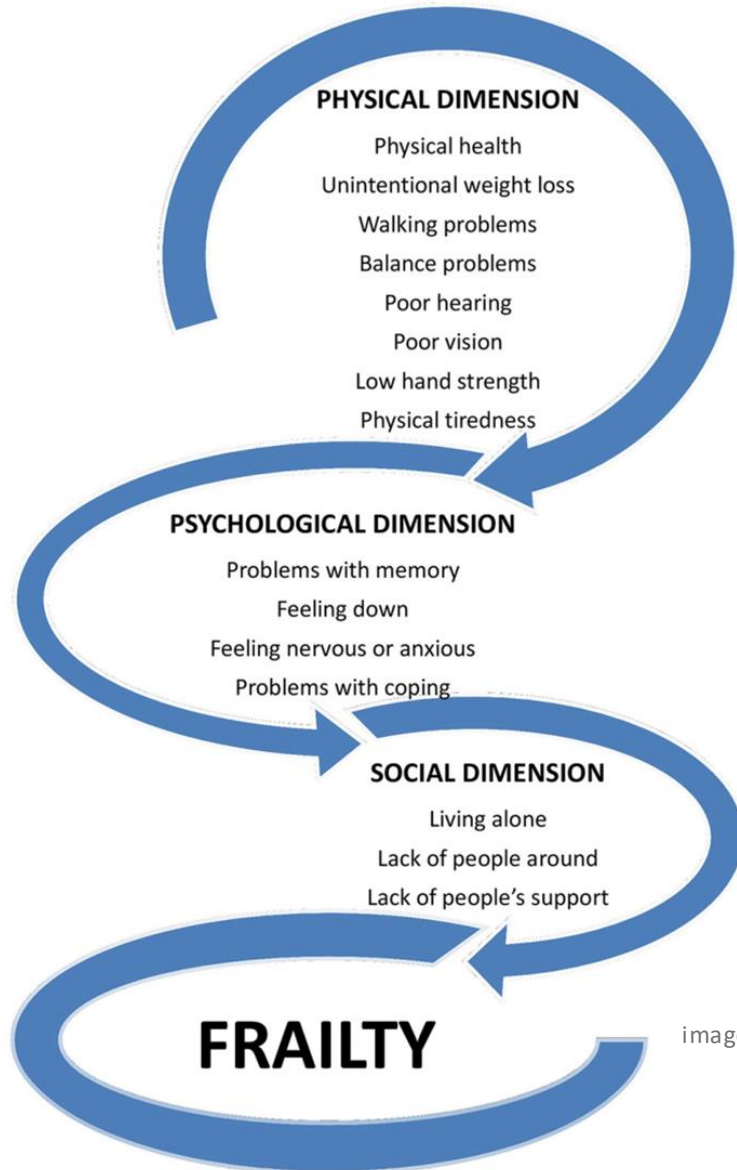 PHYSICAL DIMENSION
Physical health
Unintentional weight loss
Walking problems
Balance problems
Poor hearing
Poor vision
Low hand strength
Physical tiredness
PSYCHOLOGICAL DIMENSION
Problems with memory
Feeling down
Feeling nervous or anxious
Problems with coping
SOCIAL DIMENSION
Living alone
Lack of people around
Lack of people's support
FRAILTY